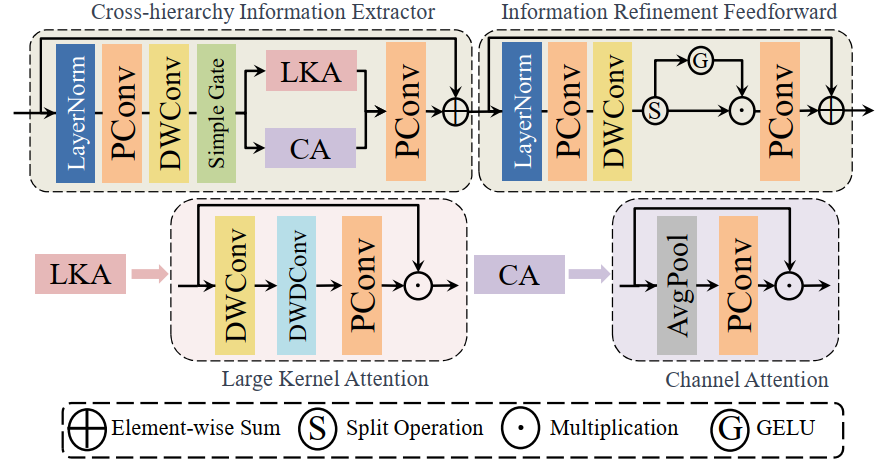 Cross-hierarchy Information Extractor
Information Refinement Feedforward
LayerNorm
PConv
DWConv
Simple Gate
LKA
CA
PConv
LayerNorm
PConv
DWConv
S
G
PConv
LKA
DWConv
DWDConv
PConv
CA
AvgPool
PConv
Large Kernel Attention
Channel Attention
Element-wise Sum
S Split Operation
Multiplication
G GELU